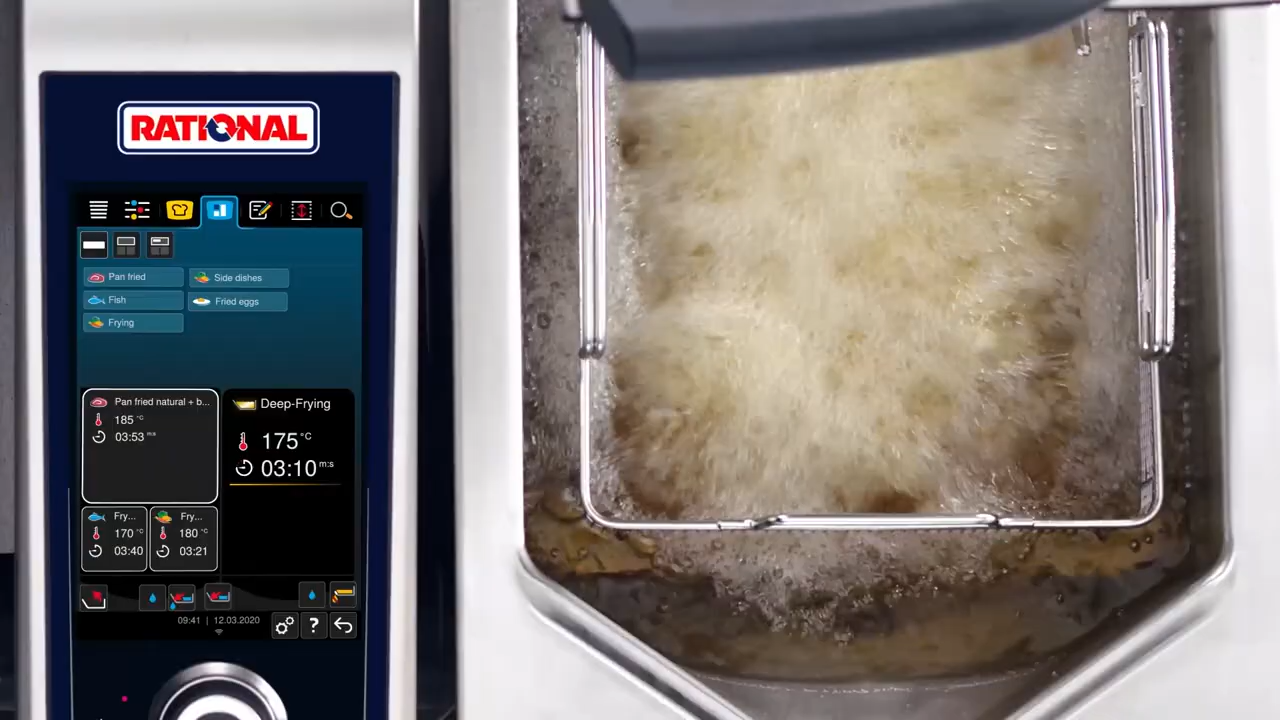 RATIONAL
Pan fried
Side dishes
Fish
Fried eggs
Frying
Pan fried natural + b...
185 °C
03:53 m:s
Deep-Frying
175 °C
03:10 m:s
Fry...
170 °C
03:40
Fry...
180 °C
03:21
09:41 | 12.03.2020
?